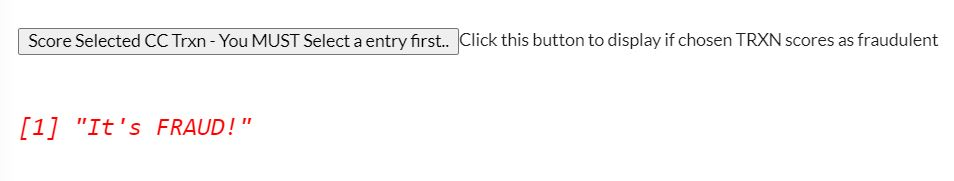 Score Selected CC Trxn - You MUST Select a entry first.. Click this button to display if chosen TRXN scores as fraudulent
[1] "It's FRAUD!"